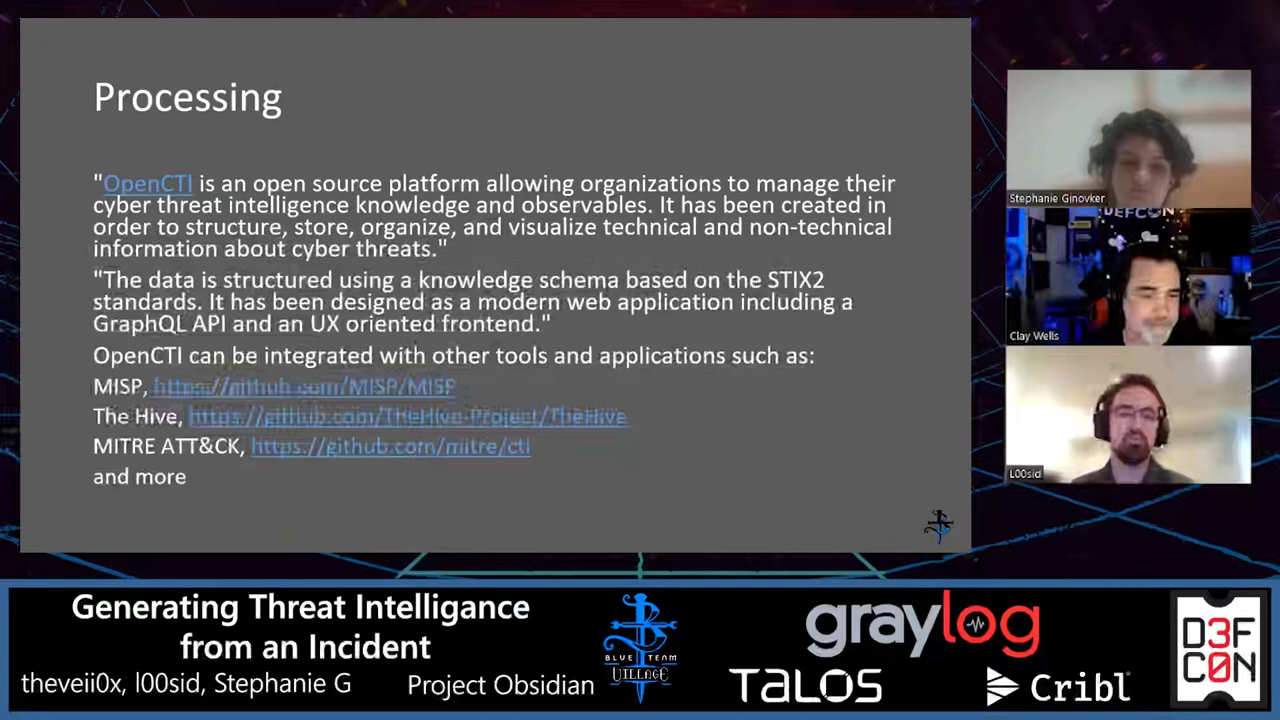 Processing
"OpenCTI is an open source platform allowing organizations to manage their
cyber threat intelligence knowledge and observables. It has been created in
order to structure, store, organize, and visualize technical and non-technical
information about cyber threats."
"The data is structured using a knowledge schema based on the STIX2
standards. It has been designed as a modern web application including a
GraphQL API and an UX oriented frontend."
OpenCTI can be integrated with other tools and applications such as:
MISP, https://github.com/MISP/MISP
The Hive, https://github.com/TheHive-Project/TheHive
MITRE ATT&CK, https://github.com/mitre/cti
and more
Stephanie Ginovker
DEFCON
Clay Wells
L00sid
Generating Threat Intelligance
from an Incident
theveii0x, l00sid, Stephanie G
Project Obsidian
BLUE TEAM
VILLAGE
graylog
TALOS
Cribl
D3F
C0N